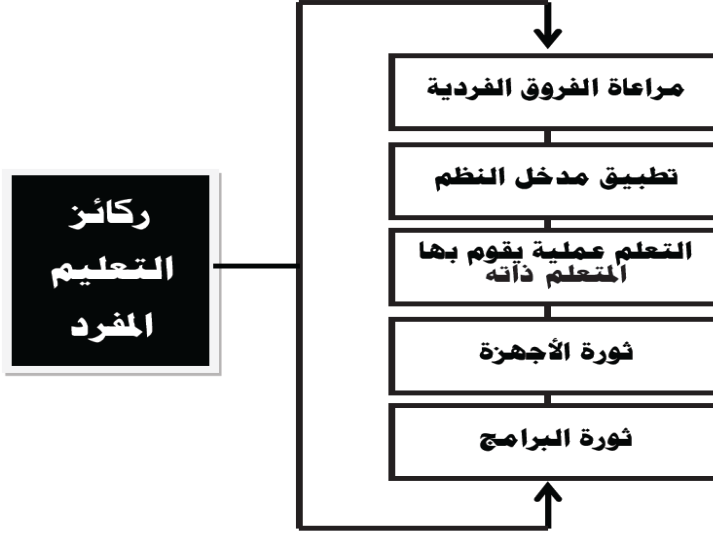 ركائز
التعليم
المفرد
مراعاة الفروق الفردية
تطبيق مدخل النظم
التعلم عملية يقوم بها
المتعلم ذاته
ثورة الأجهزة
ثورة البرامج